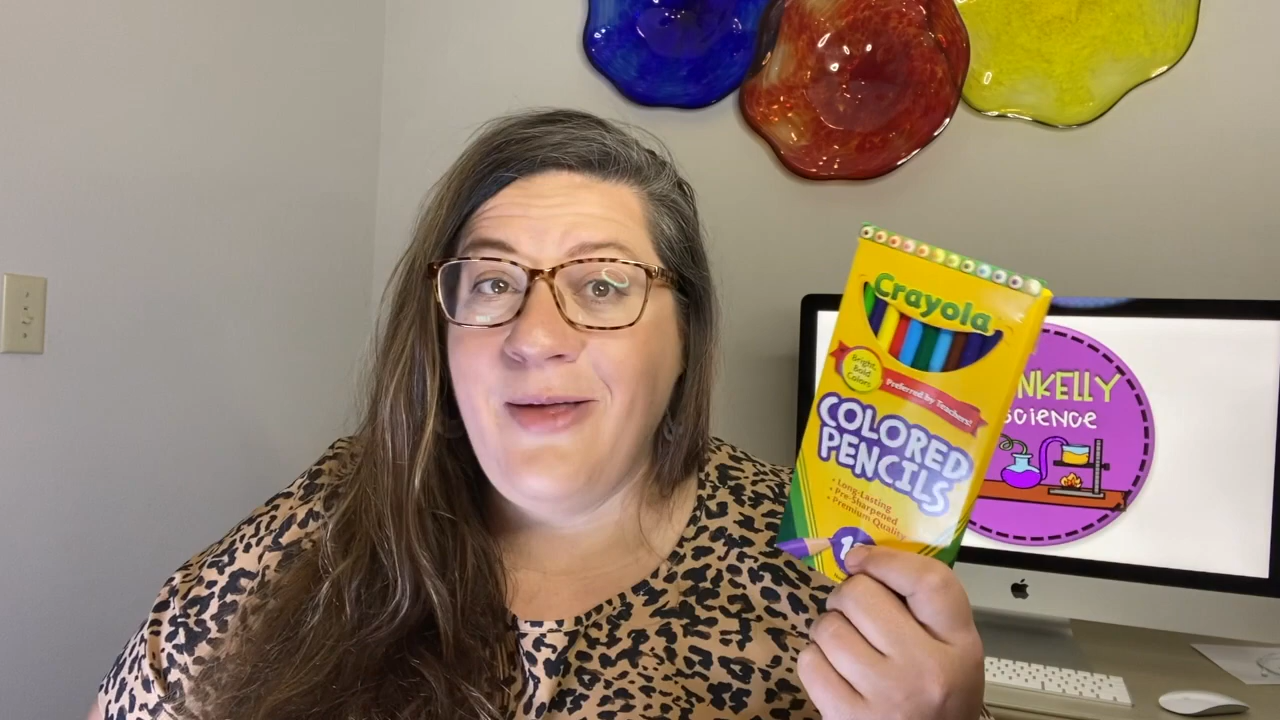 Crayola
Bright,
Bold
Colors
Preferred by Teachers!
COLORED
PENCILS
• Long-Lasting
• Pre-Sharpened
• Premium Quality
NKELLY
SCIENCE